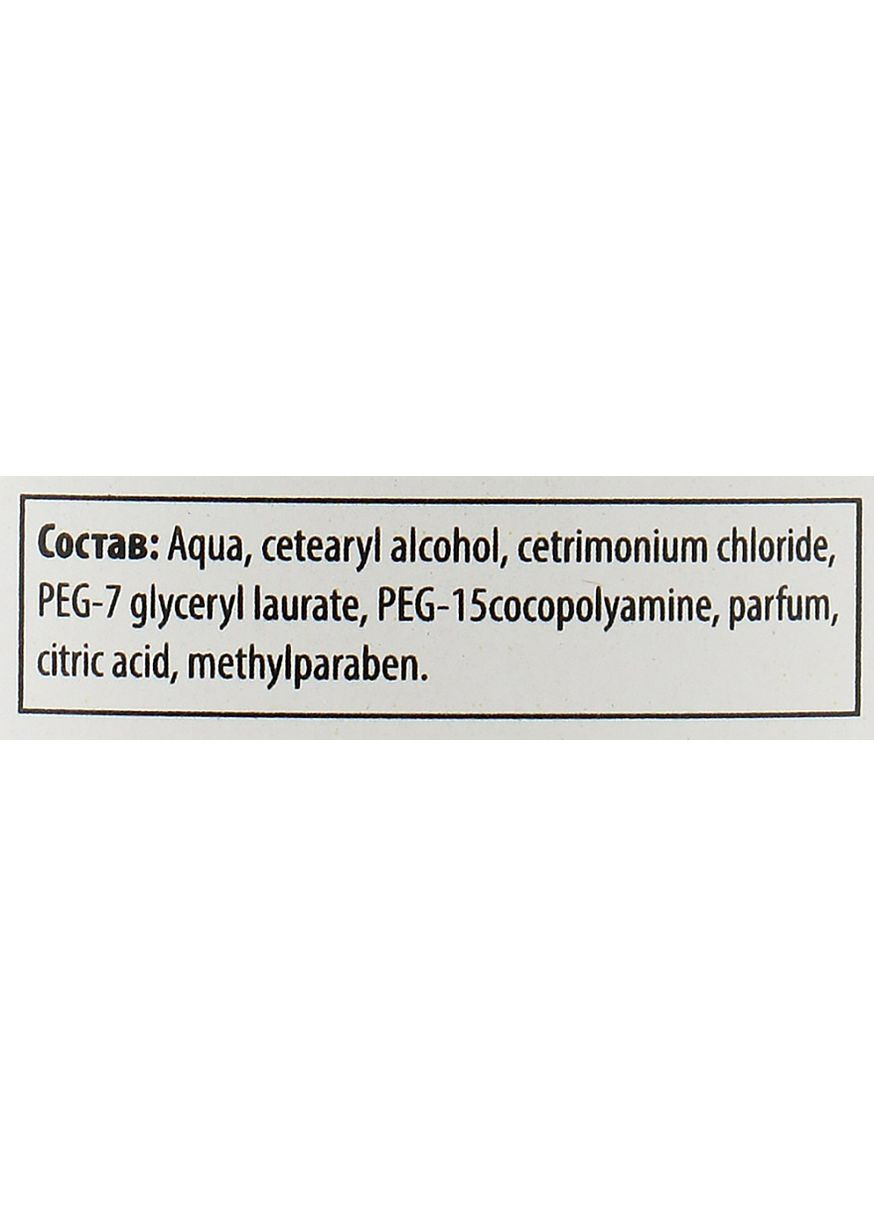 Состав: Aqua, cetearyl alcohol, cetrimonium chloride,
PEG-7 glyceryl laurate, PEG-15cocopolyamine, parfum,
citric acid, methylparaben.